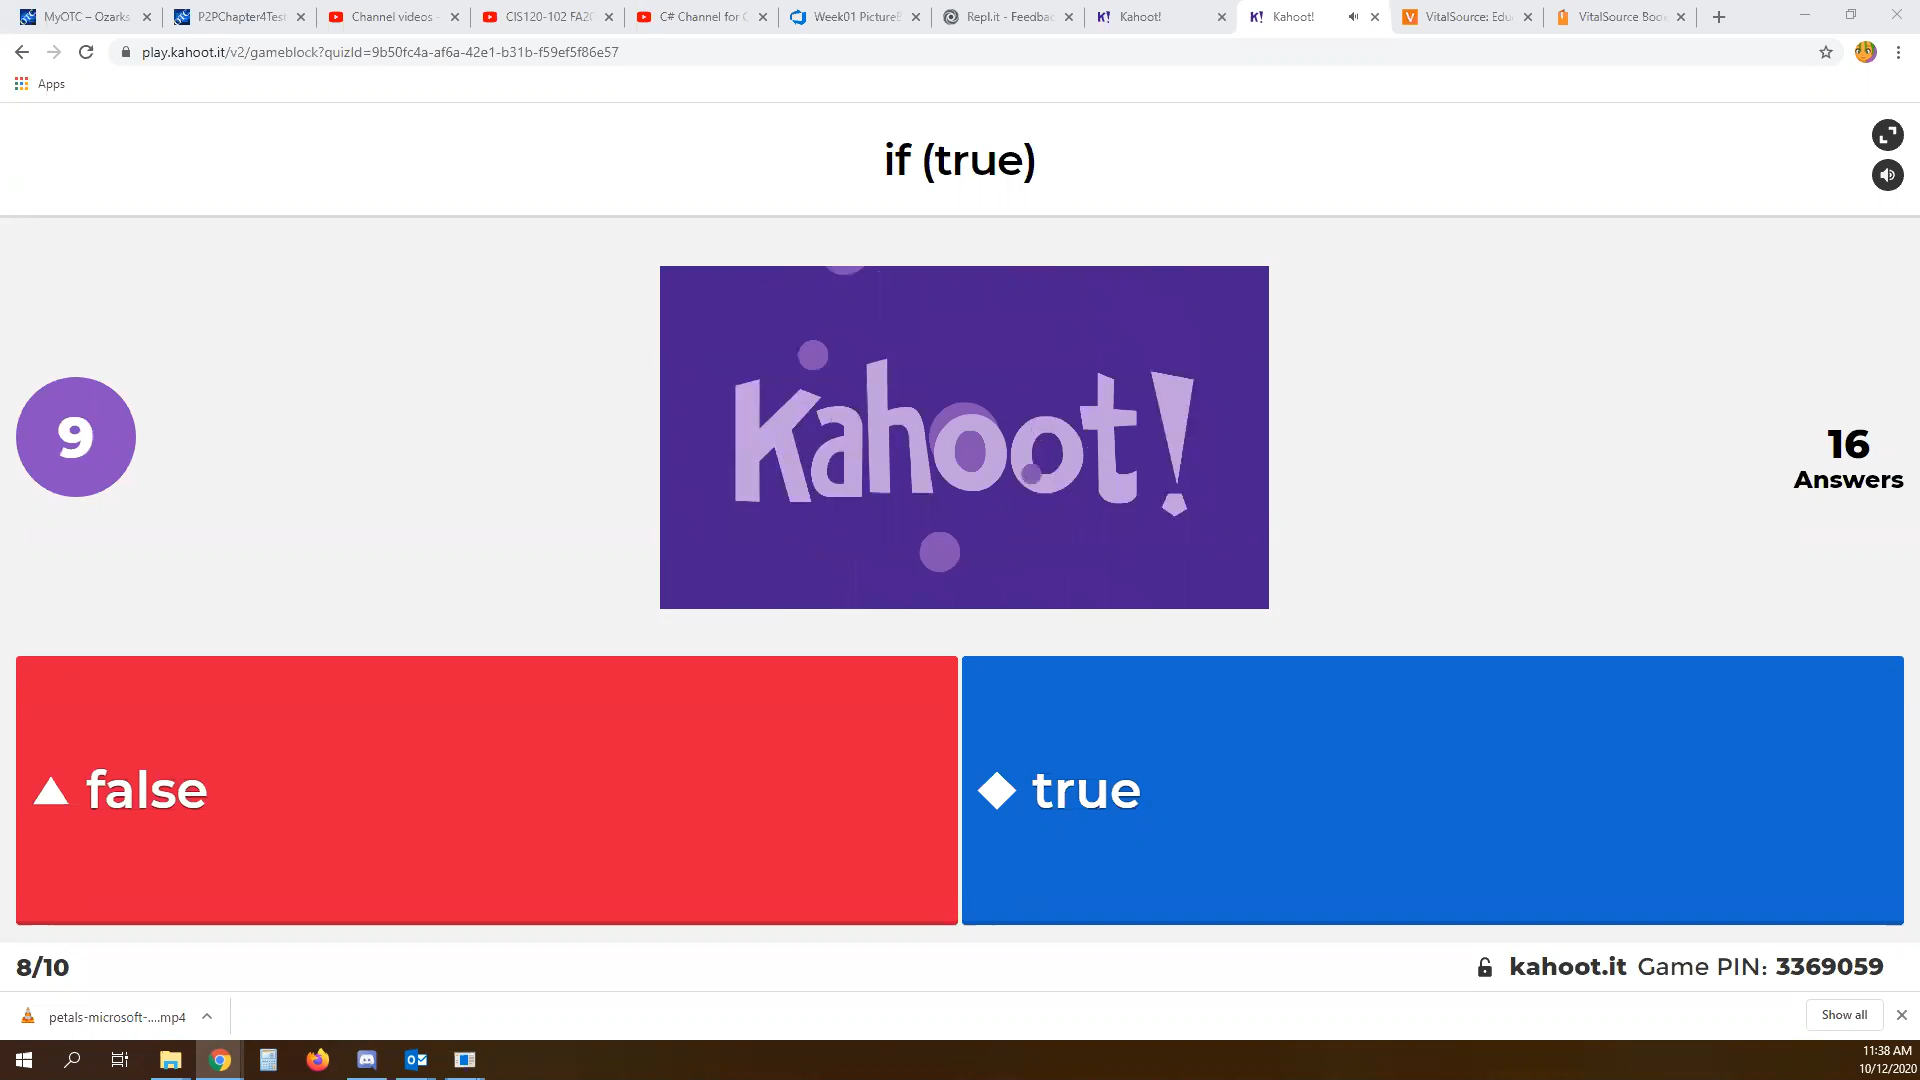 MyOTC – Ozarks
P2PChapter4Test
Channel videos -
CIS120-102 FA20
C# Channel for C
Week01 PictureB
Repl.it - Feedbac
K! Kahoot!
K! Kahoot!
VitalSource: Edu
VitalSource Boo
play.kahoot.it/v2/gameblock?quizId=9b50fc4a-af6a-42e1-b31b-f59ef5f86e57
Apps
if (true)
Kahoot!
9
16
Answers
false
true
8/10
kahoot.it Game PIN: 3369059
petals-microsoft-....mp4
Show all
11:38 AM
10/12/2020